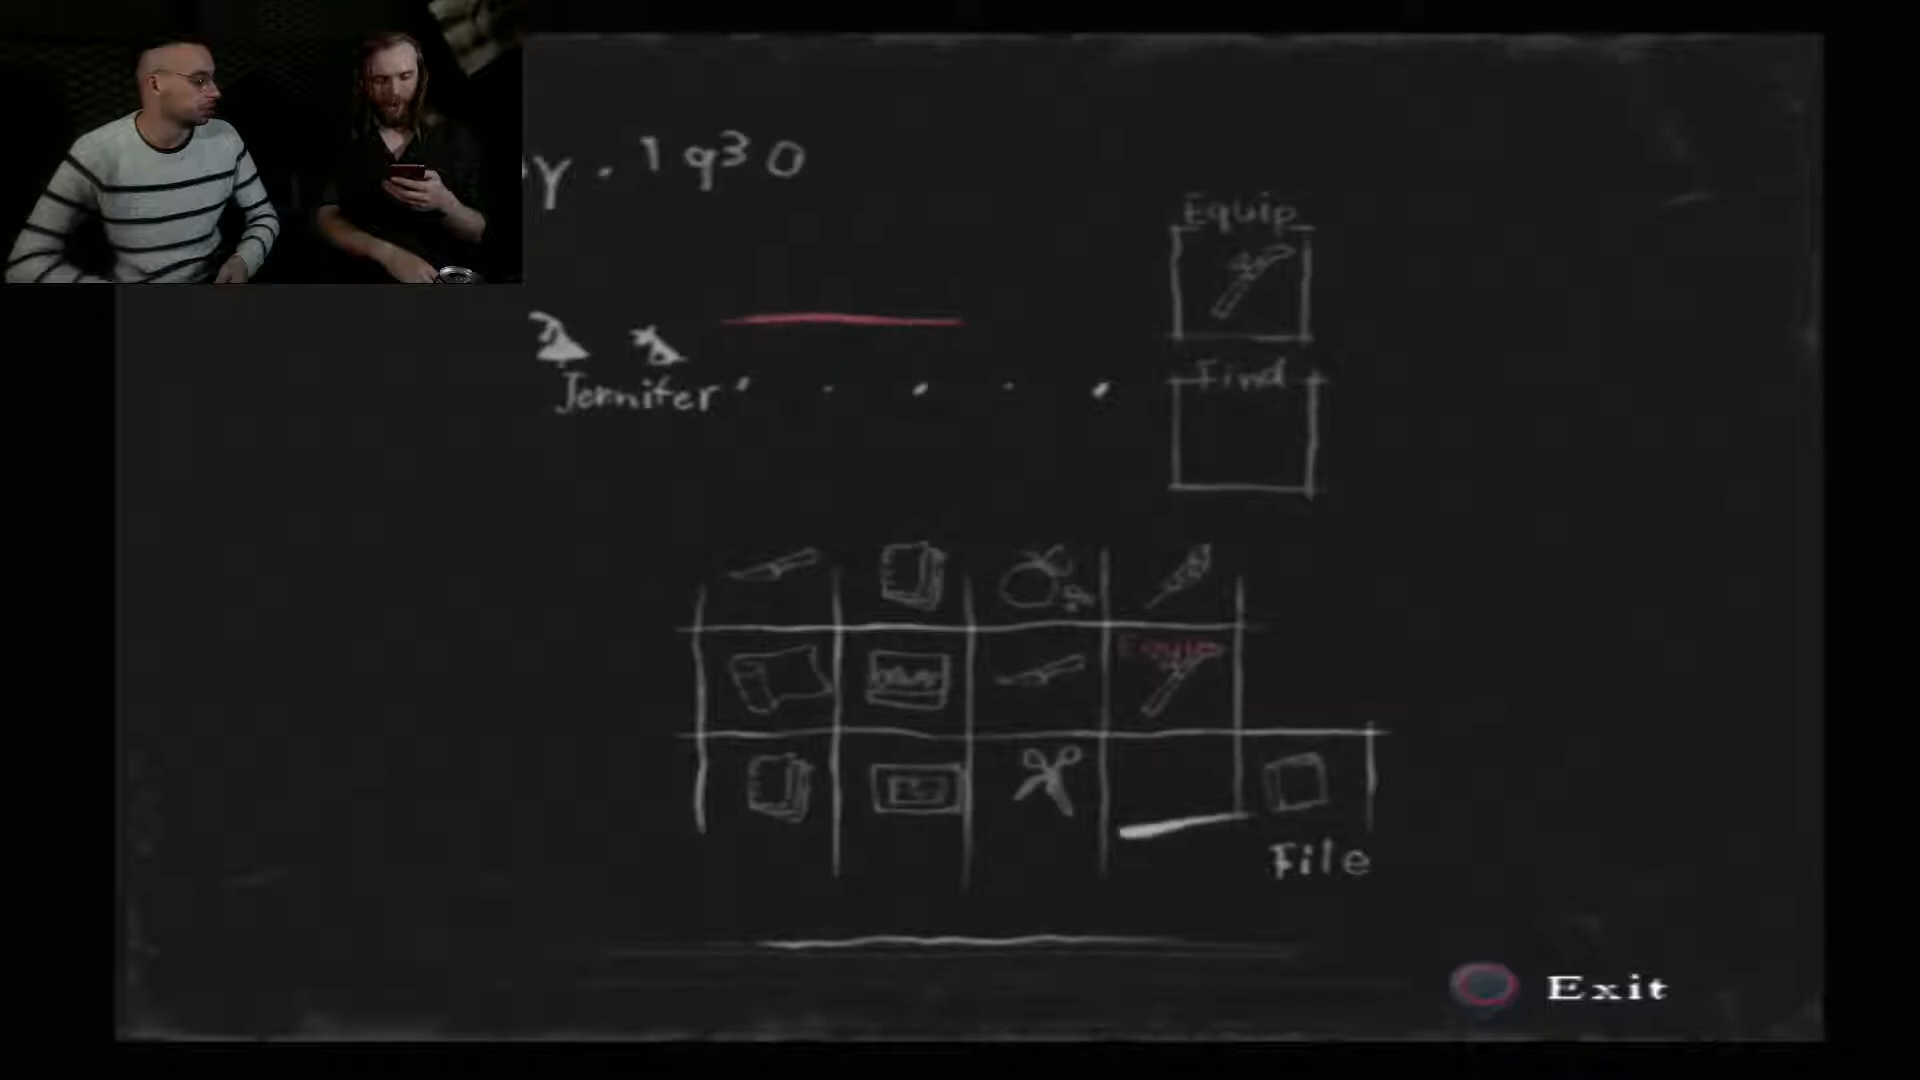 y. 1930
Equip
Find
Jennifer
Equip
File
Exit